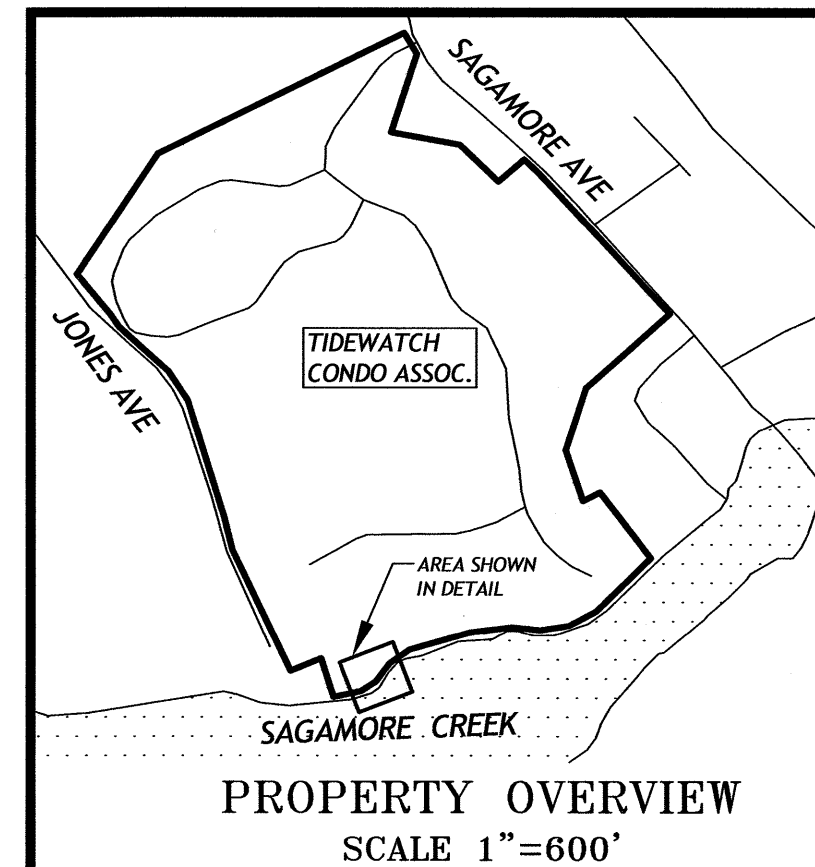 SAGAMORE AVE
JONES AVE
TIDEWATCH
CONDO ASSOC.
AREA SHOWN
IN DETAIL
SAGAMORE CREEK
PROPERTY OVERVIEW
SCALE 1"=600'